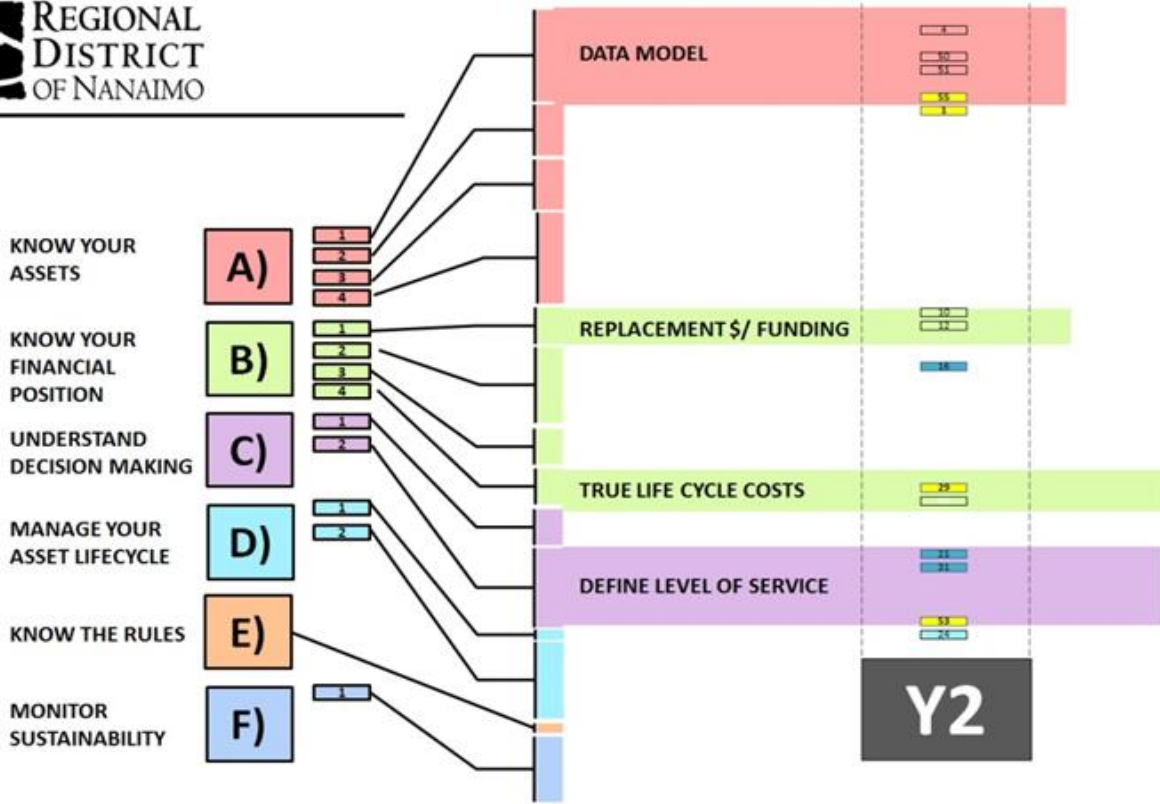 REGIONAL
DISTRICT
OF NANAIMO
KNOW YOUR
ASSETS
A)
1
2
3
4
KNOW YOUR
FINANCIAL
POSITION
B)
1
2
3
4
UNDERSTAND
DECISION MAKING
C)
1
2
MANAGE YOUR
ASSET LIFECYCLE
D)
1
2
KNOW THE RULES
E)
MONITOR
SUSTAINABILITY
F)
1
DATA MODEL
4
50
51
55
1
REPLACEMENT $/ FUNDING
10
12
16
TRUE LIFE CYCLE COSTS
29
DEFINE LEVEL OF SERVICE
31
53
24
Y2